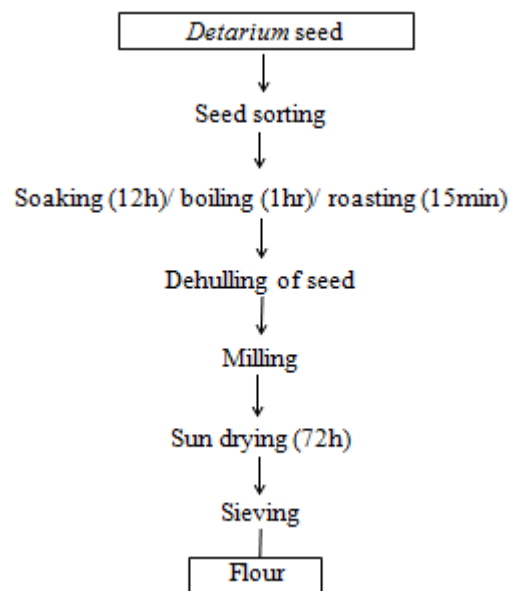 Detarium seed
Seed sorting
Soaking (12h)/ boiling (1hr)/ roasting (15min)
Dehulling of seed
Milling
Sun drying (72h)
Sieving
Flour